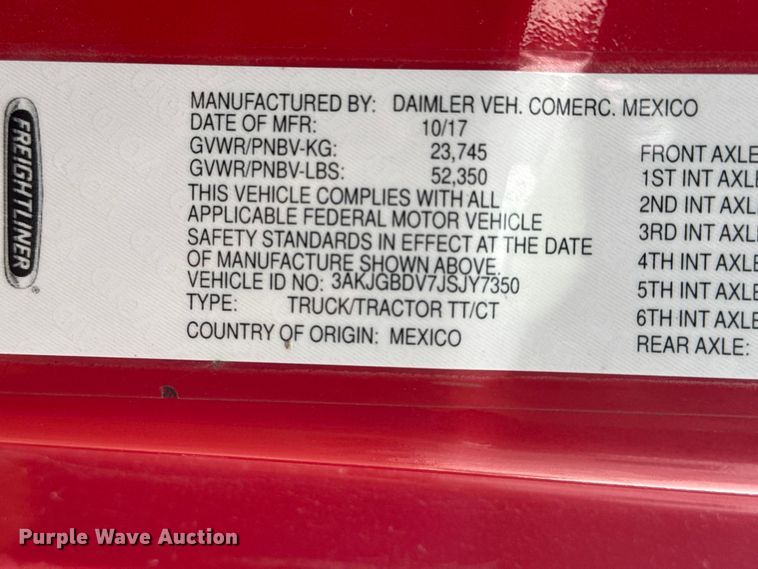 FREIGHTLINER
MANUFACTURED BY: DAIMLER VEH. COMERC. MEXICO
DATE OF MFR: 10/17
GVWR/PNBV-KG: 23,745
GVWR/PNBV-LBS: 52,350
THIS VEHICLE COMPLIES WITH ALL
APPLICABLE FEDERAL MOTOR VEHICLE
SAFETY STANDARDS IN EFFECT AT THE DATE
OF MANUFACTURE SHOWN ABOVE.
VEHICLE ID NO: 3AKJGBDV7JSJY7350
TYPE: TRUCK/TRACTOR TT/CT
COUNTRY OF ORIGIN: MEXICO
FRONT AXLE
1ST INT AXLE
2ND INT AXLE
3RD INT AXLE
4TH INT AXLE
5TH INT AXLE
6TH INT AXLE
REAR AXLE:
Purple Wave Auction